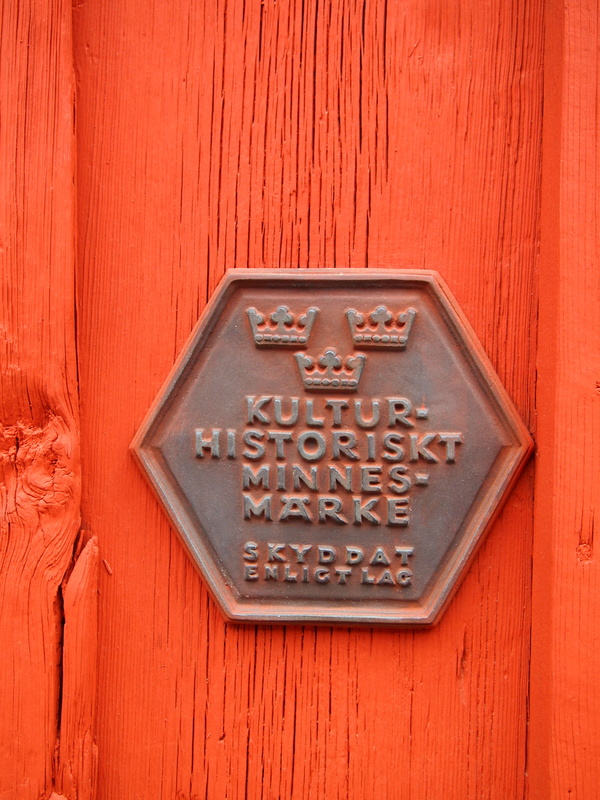 KULTUR-
HISTORISKT
MINNES-
MÄRKE
SKYDDAT
ENLIGT LAG